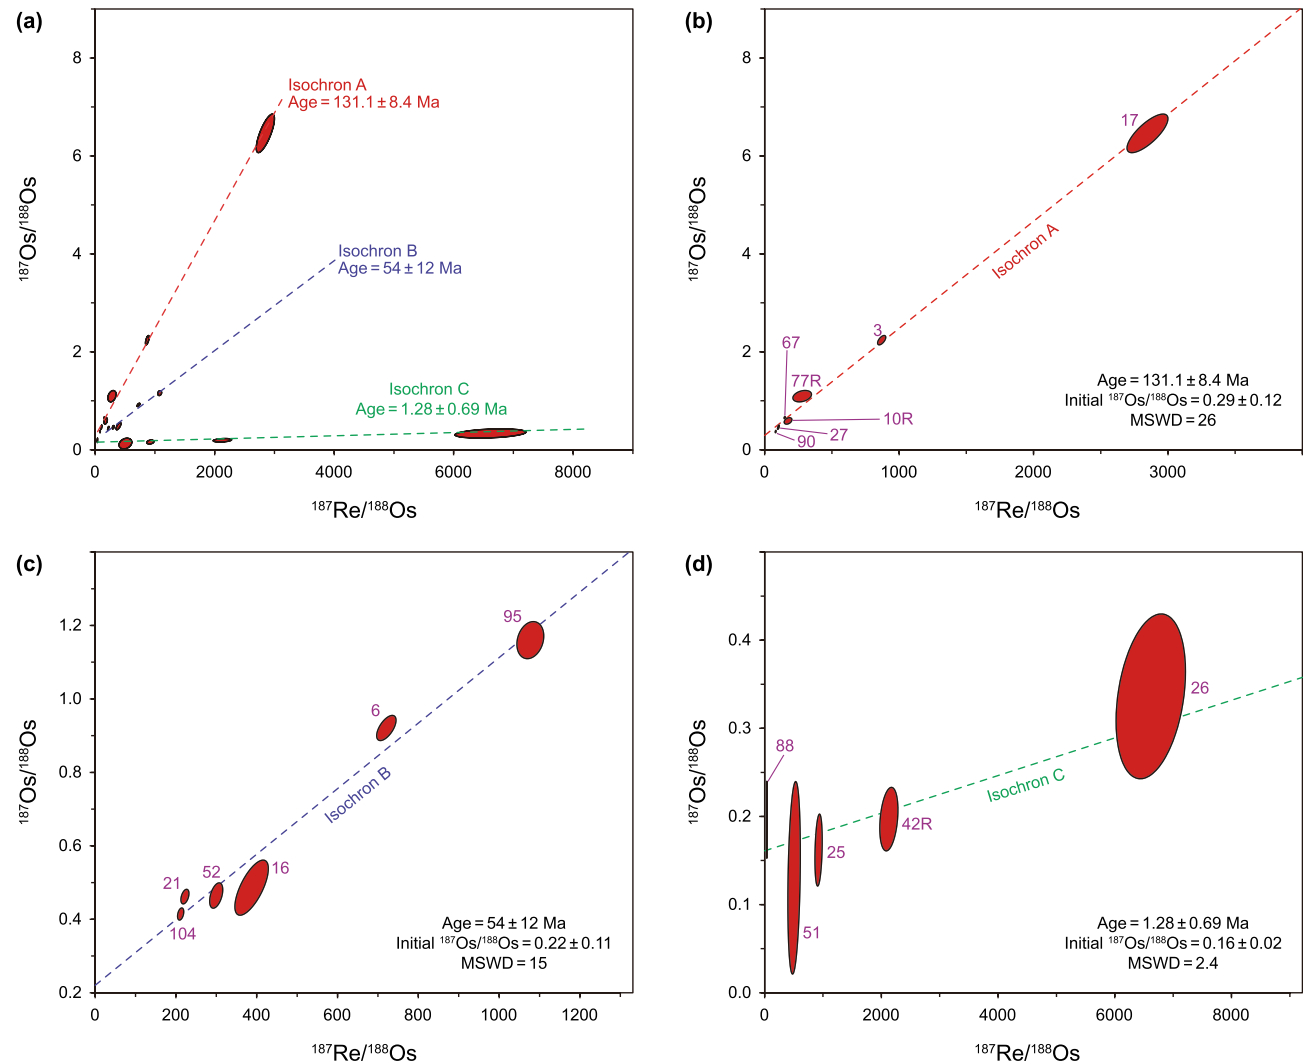 (a)
8
6
4
2
0
¹⁸⁷Os/¹⁸⁸Os
Isochron A
Age = 131.1 ± 8.4 Ma
Isochron B
Age = 54 ± 12 Ma
Isochron C
Age = 1.28 ± 0.69 Ma
0 2000 4000 6000 8000
¹⁸⁷Re/¹⁸⁸Os
(b)
8
6
4
2
0
¹⁸⁷Os/¹⁸⁸Os
17
Isochron A
3
67
77R
10R
27
90
Age = 131.1 ± 8.4 Ma
Initial ¹⁸⁷Os/¹⁸⁸Os = 0.29 ± 0.12
MSWD = 26
0 1000 2000 3000
¹⁸⁷Re/¹⁸⁸Os
(c)
1.2
1.0
0.8
0.6
0.4
0.2
¹⁸⁷Os/¹⁸⁸Os
95
6
Isochron B
21
52
16
104
Age = 54 ± 12 Ma
Initial ¹⁸⁷Os/¹⁸⁸Os = 0.22 ± 0.11
MSWD = 15
0 200 400 600 800 1000 1200
¹⁸⁷Re/¹⁸⁸Os
(d)
0.4
0.3
0.2
0.1
0.0
¹⁸⁷Os/¹⁸⁸Os
26
88
Isochron C
42R
25
51
Age = 1.28 ± 0.69 Ma
Initial ¹⁸⁷Os/¹⁸⁸Os = 0.16 ± 0.02
MSWD = 2.4
0 2000 4000 6000 8000
¹⁸⁷Re/¹⁸⁸Os